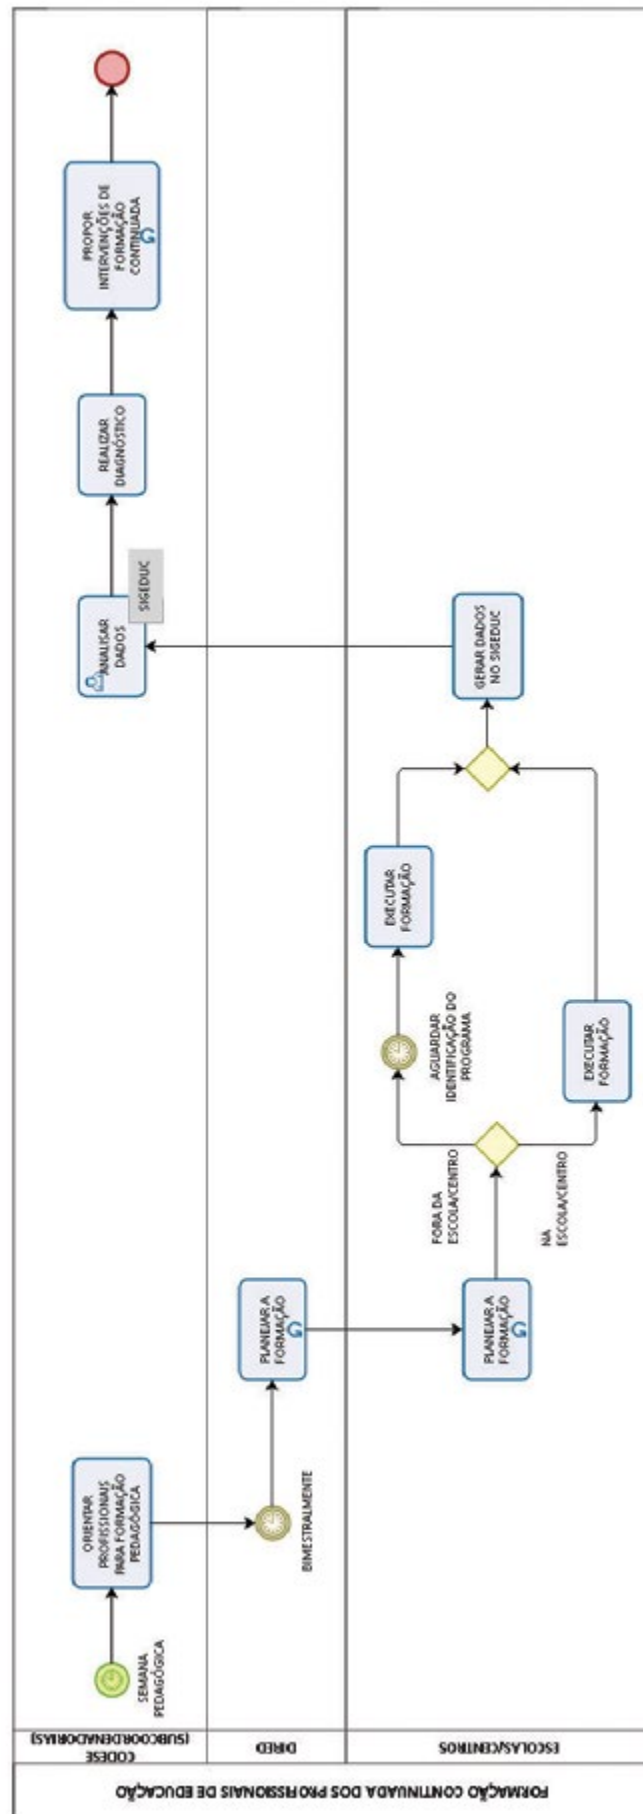 FORMAÇÃO CONTINUADA DOS PROFISSIONAIS DE EDUCAÇÃO
CODESE
(SUBCOORDENADORIAS)
SEMANA
PEDAGÓGICA
ORIENTAR
PROFISSIONAIS
PARA FORMAÇÃO
PEDAGÓGICA
ANALISAR
DADOS
SIGEDUC
REALIZAR
DIAGNÓSTICO
PROPOR
INTERVENÇÕES DE
FORMAÇÃO
CONTINUADA
DIRED
BIMESTRALMENTE
PLANEJAR A
FORMAÇÃO
ESCOLAS/CENTROS
PLANEJAR A
FORMAÇÃO
FORA DA
ESCOLA/CENTRO
NA
ESCOLA/CENTRO
AGUARDAR
IDENTIFICAÇÃO DO
PROGRAMA
EXECUTAR
FORMAÇÃO
EXECUTAR
FORMAÇÃO
GERAR DADOS
NO SIGEDUC